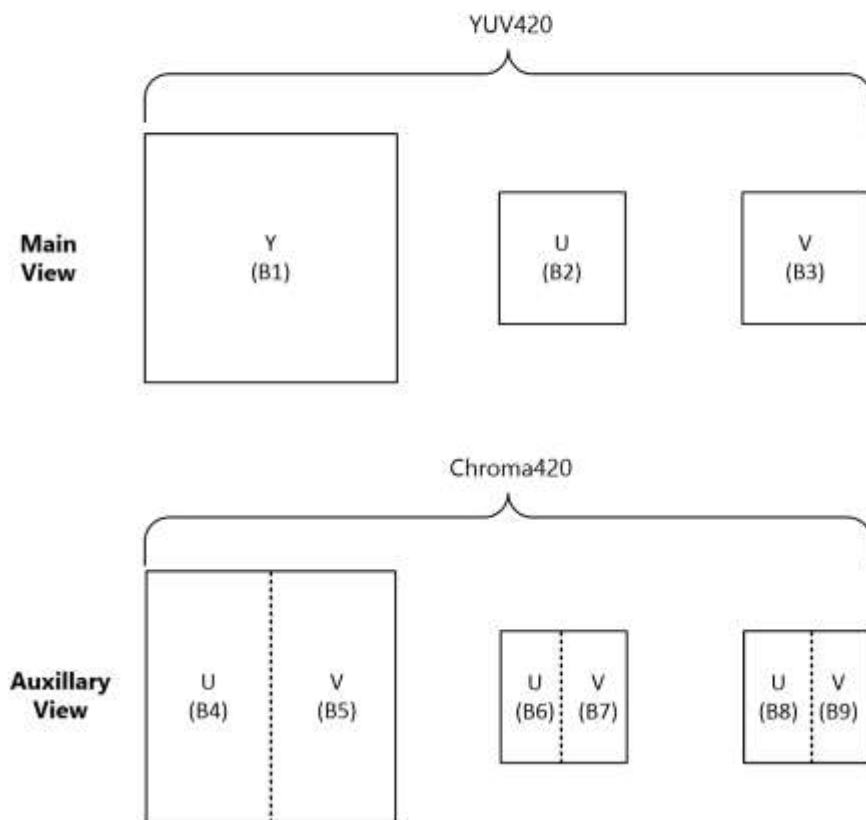 YUV420
Main
View
Y
(B1)
U
(B2)
V
(B3)
Chroma420
Auxillary
View
U
(B4)
V
(B5)
U
(B6)
V
(B7)
U
(B8)
V
(B9)